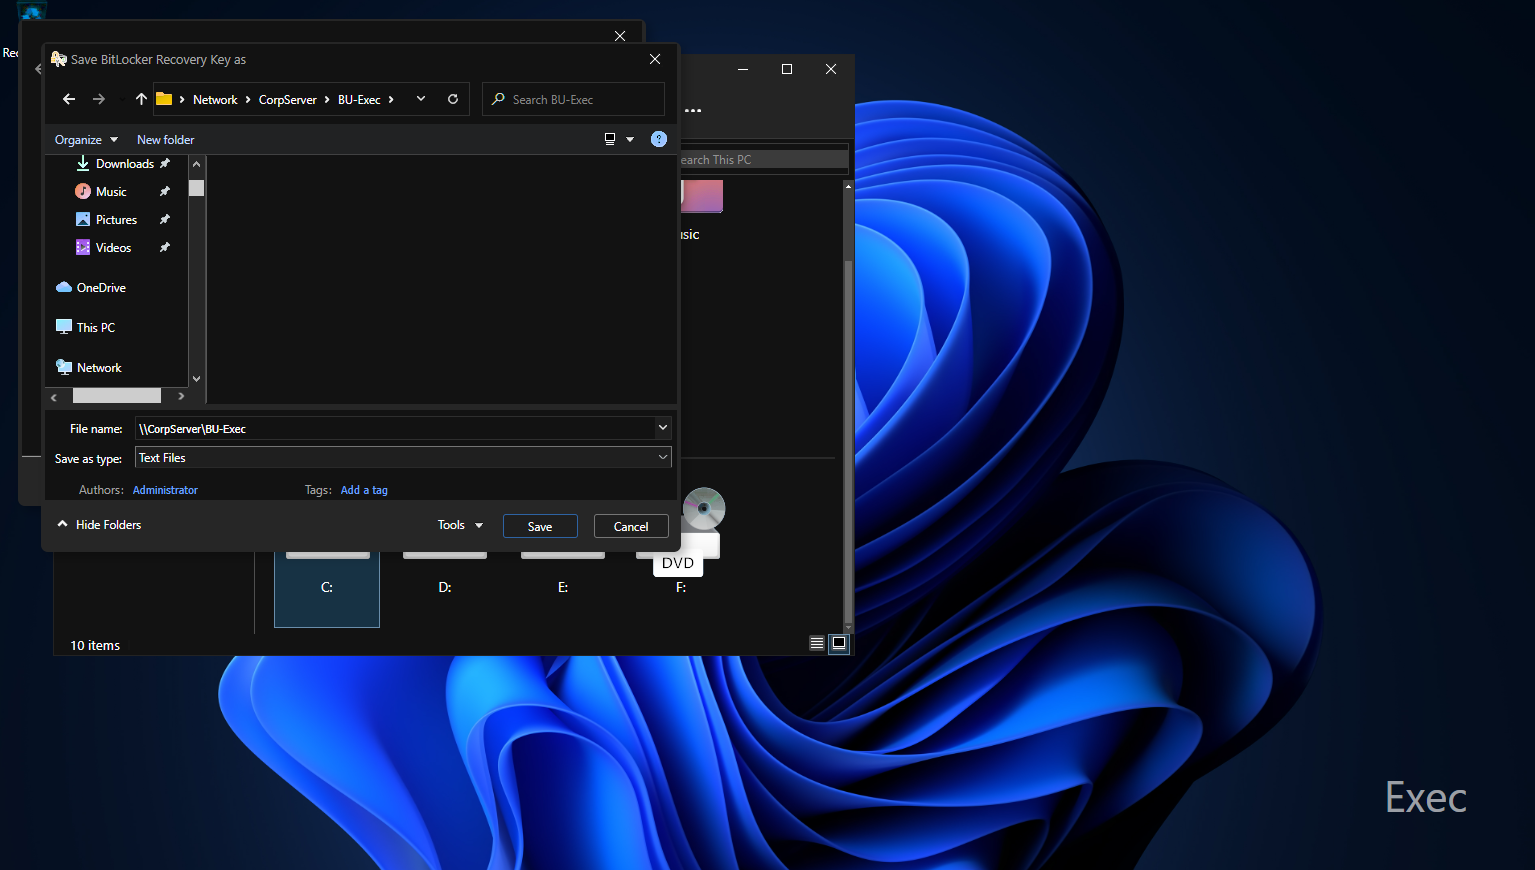 Rec
Save BitLocker Recovery Key as
Network > CorpServer > BU-Exec >
Search BU-Exec
Organize
New folder
Downloads
Music
Pictures
Videos
OneDrive
This PC
Network
earch This PC
usic
File name: \\CorpServer\BU-Exec
Save as type: Text Files
Authors: Administrator
Tags: Add a tag
Hide Folders
Tools
Save
Cancel
DVD
C:
D:
E:
F:
10 items
Exec